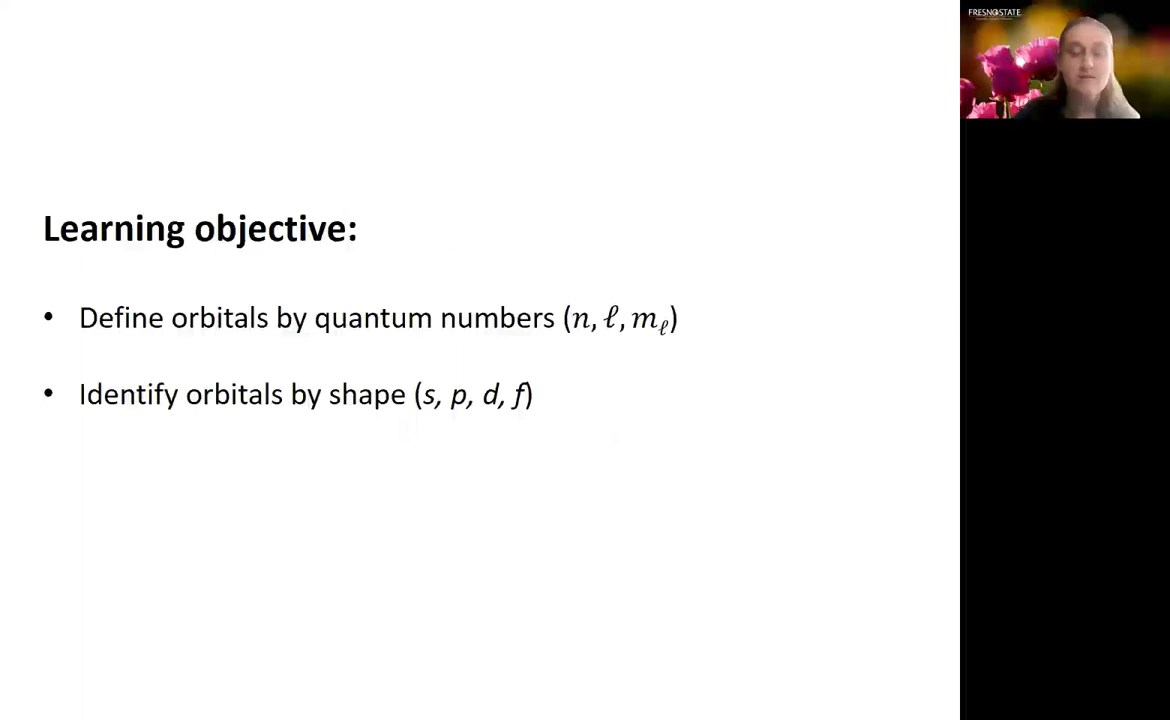 FRESNO STATE
Learning objective:
• Define orbitals by quantum numbers (n, ℓ, mℓ)
• Identify orbitals by shape (s, p, d, f)